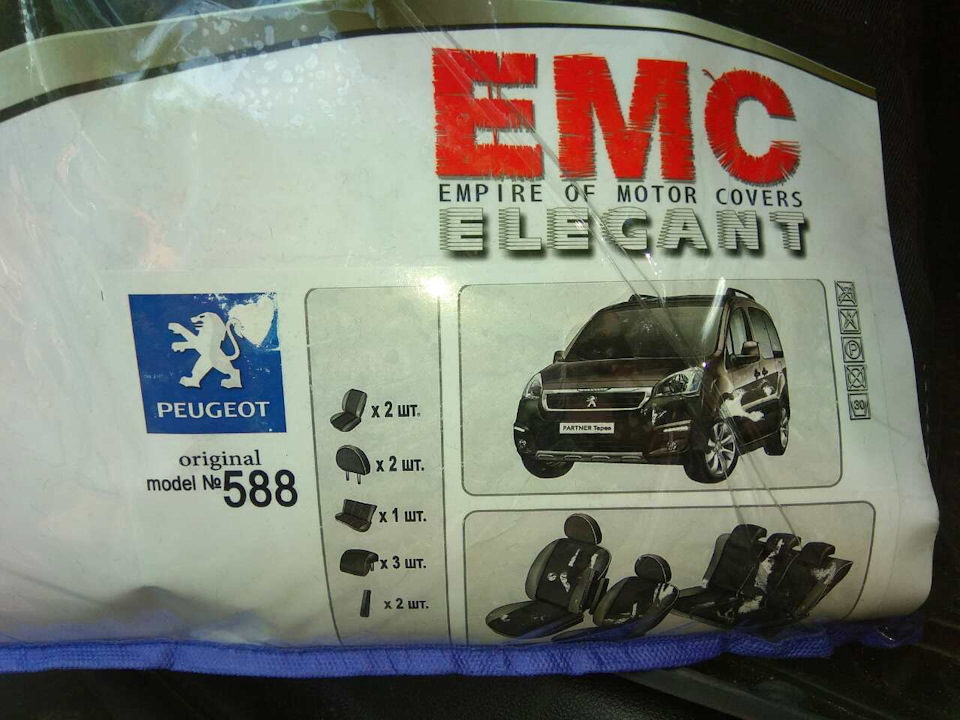 EMC
EMPIRE OF MOTOR COVERS
ELEGANT
PEUGEOT
original
model №588
x 2 шт.
x 2 шт.
x 1 шт.
x 3 шт.
x 2 шт.
PARTNER Tepee
P
30